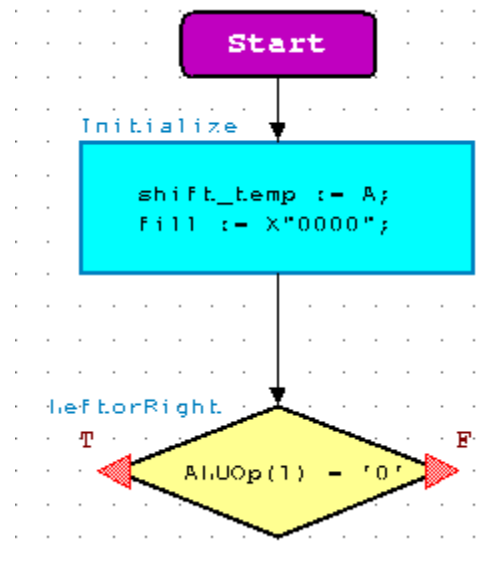 Start
Initialize
shift_temp := A;
fill := X"0000";
LeftorRight
T
F
ALUOp(1) = '0'